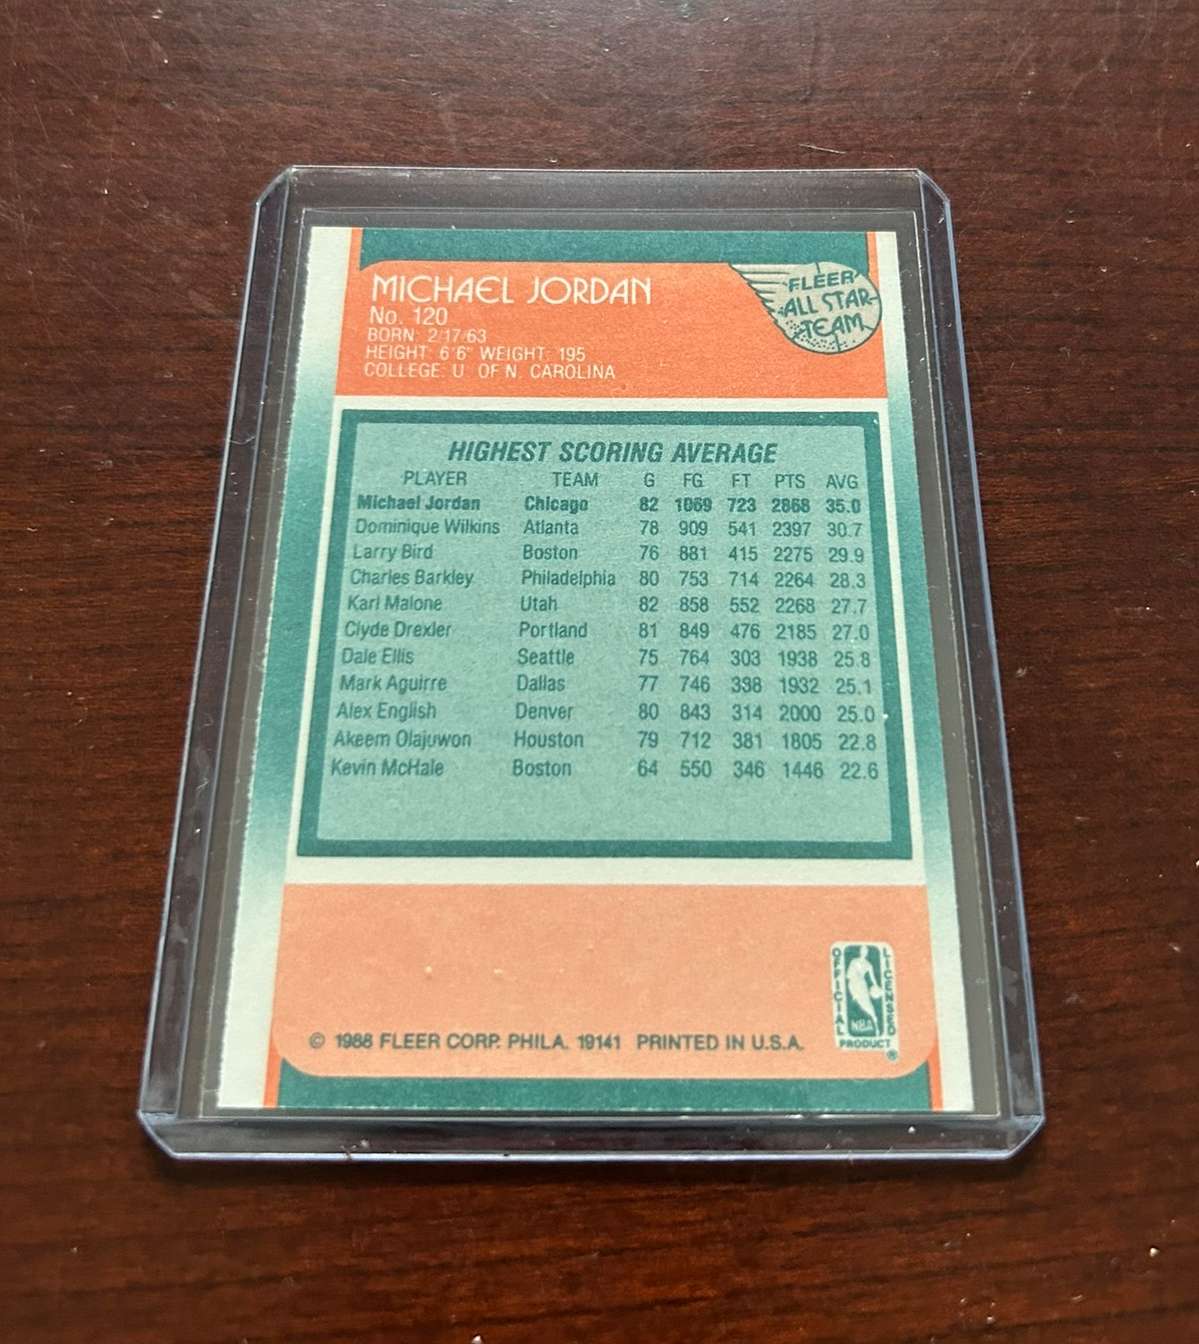 MICHAEL JORDAN
No. 120
BORN: 2/17/63
HEIGHT: 6'6" WEIGHT: 195
COLLEGE: U. OF N. CAROLINA
FLEER
ALL STAR
TEAM
HIGHEST SCORING AVERAGE
PLAYER TEAM G FG FT PTS AVG
Michael Jordan Chicago 82 1069 723 2868 35.0
Dominique Wilkins Atlanta 78 909 541 2397 30.7
Larry Bird Boston 76 881 415 2275 29.9
Charles Barkley Philadelphia 80 753 714 2264 28.3
Karl Malone Utah 82 858 552 2268 27.7
Clyde Drexler Portland 81 849 476 2185 27.0
Dale Ellis Seattle 75 764 303 1938 25.8
Mark Aguirre Dallas 77 746 338 1932 25.1
Alex English Denver 80 843 314 2000 25.0
Akeem Olajuwon Houston 79 712 381 1805 22.8
Kevin McHale Boston 64 550 346 1446 22.6
OFFICIAL
LICENSED
NBA
PRODUCT
®
© 1988 FLEER CORP. PHILA. 19141 PRINTED IN U.S.A.